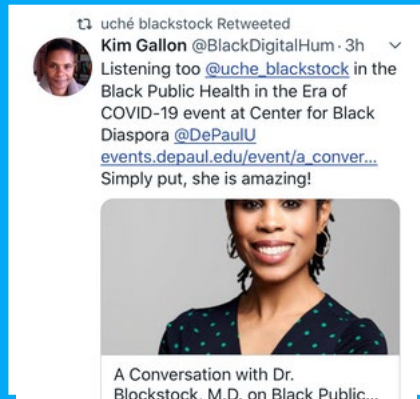 uché blackstock Retweeted
Kim Gallon @BlackDigitalHum · 3h
Listening too @uche_blackstock in the
Black Public Health in the Era of
COVID-19 event at Center for Black
Diaspora @DePaulU
events.depaul.edu/event/a_conver...
Simply put, she is amazing!
A Conversation with Dr.
Blockstock, M.D. on Black Public...